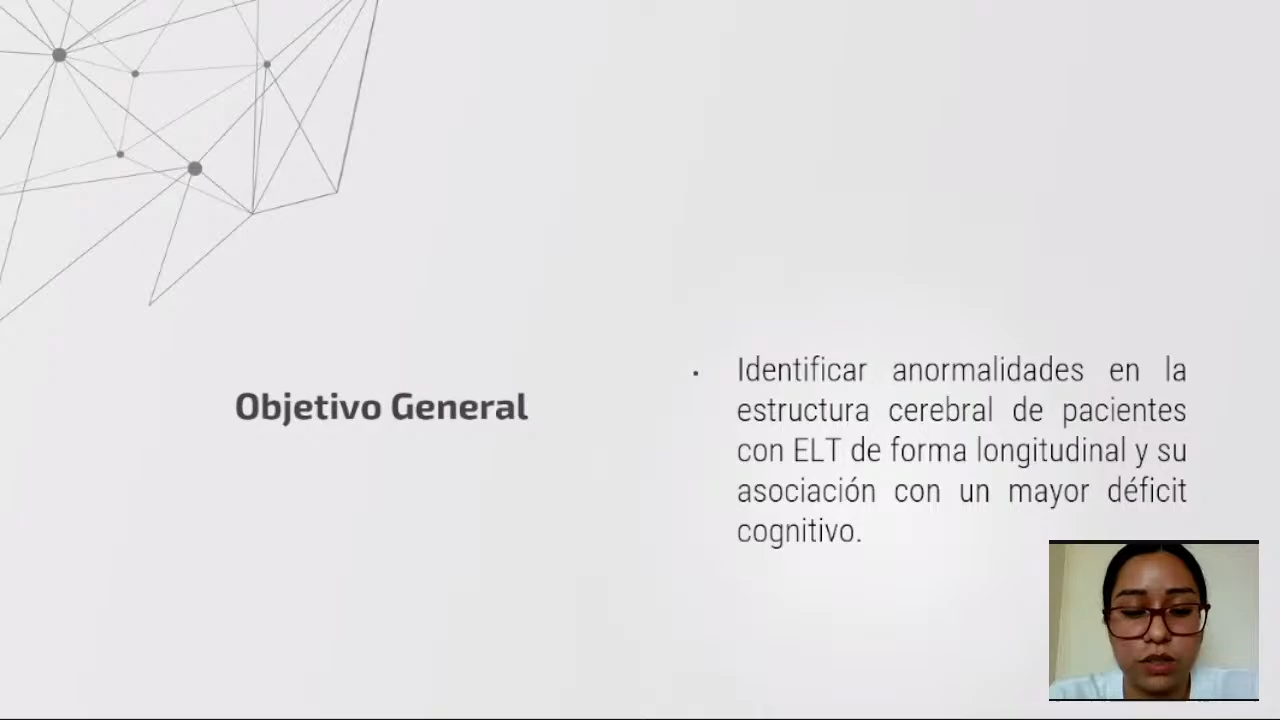 Objetivo General
Identificar anormalidades en la
estructura cerebral de pacientes
con ELT de forma longitudinal y su
asociación con un mayor déficit
cognitivo.